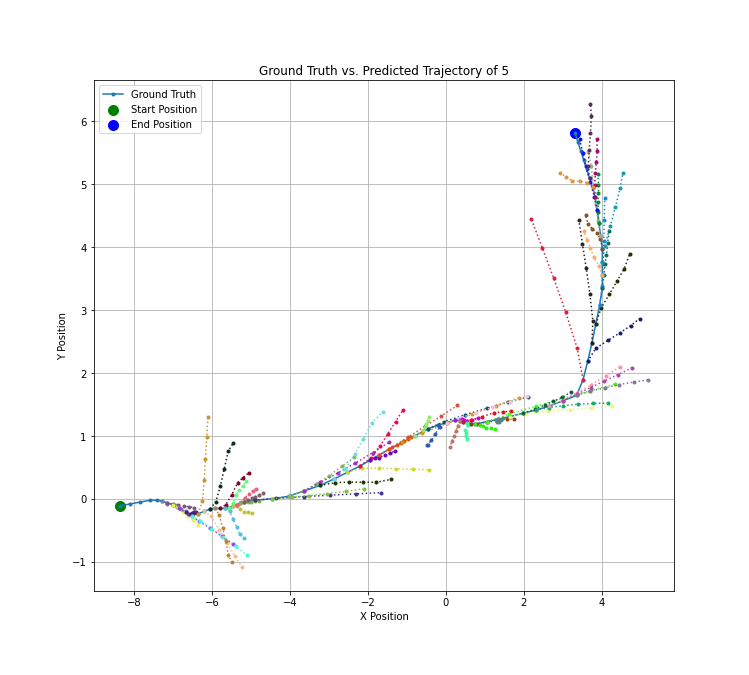 Ground Truth vs. Predicted Trajectory of 5
Ground Truth
Start Position
End Position
Y Position
6
5
4
3
2
1
0
−1
−8
−6
−4
−2
0
2
4
X Position